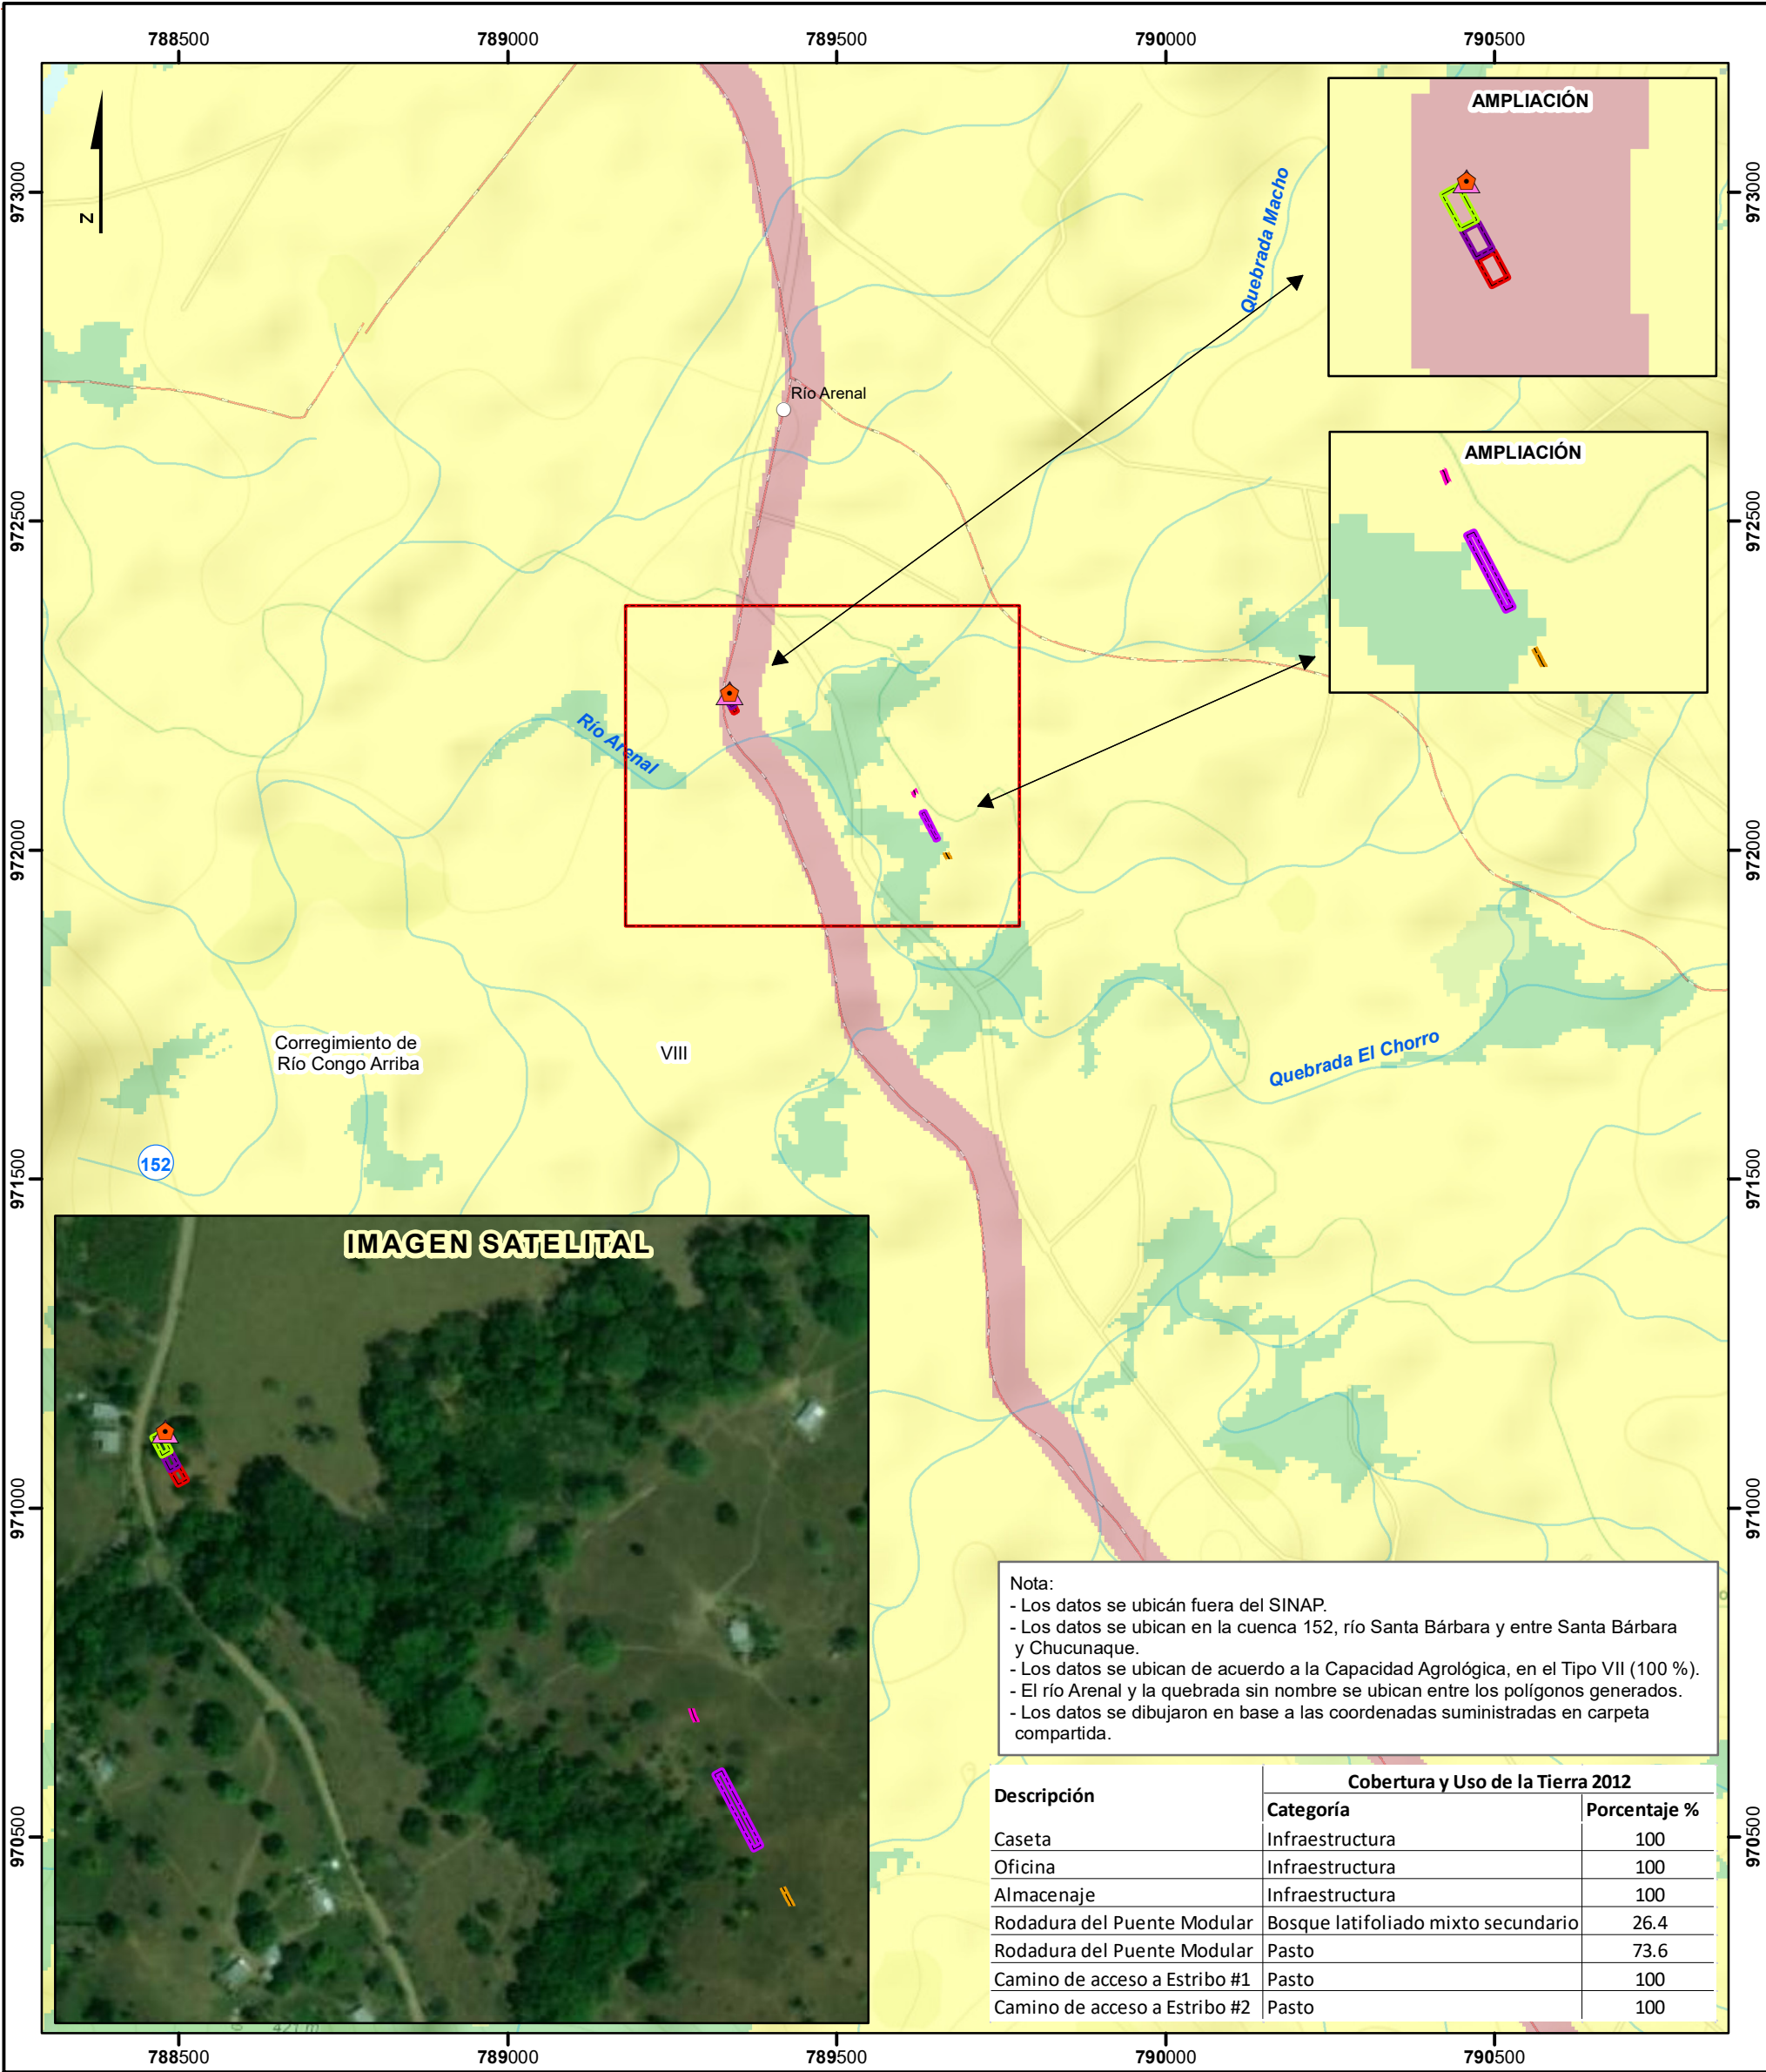 788500 789000 789500 790000 790500
AMPLIACIÓN
973000
973000
N
Quebrada Macho
Río Arenal
AMPLIACIÓN
972500
972500
Río Arenal
972000
972000
Corregimiento de
Río Congo Arriba
VIII
Quebrada El Chorro
152
971500
971500
IMAGEN SATELITAL
971000
971000
Nota:
- Los datos se ubicán fuera del SINAP.
- Los datos se ubican en la cuenca 152, río Santa Bárbara y entre Santa Bárbara
y Chucunaque.
- Los datos se ubican de acuerdo a la Capacidad Agrológica, en el Tipo VII (100 %).
- El río Arenal y la quebrada sin nombre se ubican entre los polígonos generados.
- Los datos se dibujaron en base a las coordenadas suministradas en carpeta
compartida.
Descripción Cobertura y Uso de la Tierra 2012
Categoría Porcentaje %
Caseta Infraestructura 100
Oficina Infraestructura 100
Almacenaje Infraestructura 100
Rodadura del Puente Modular Bosque latifoliado mixto secundario 26.4
Rodadura del Puente Modular Pasto 73.6
Camino de acceso a Estribo #1 Pasto 100
Camino de acceso a Estribo #2 Pasto 100
970500
970500
788500 789000 789500 790000 790500